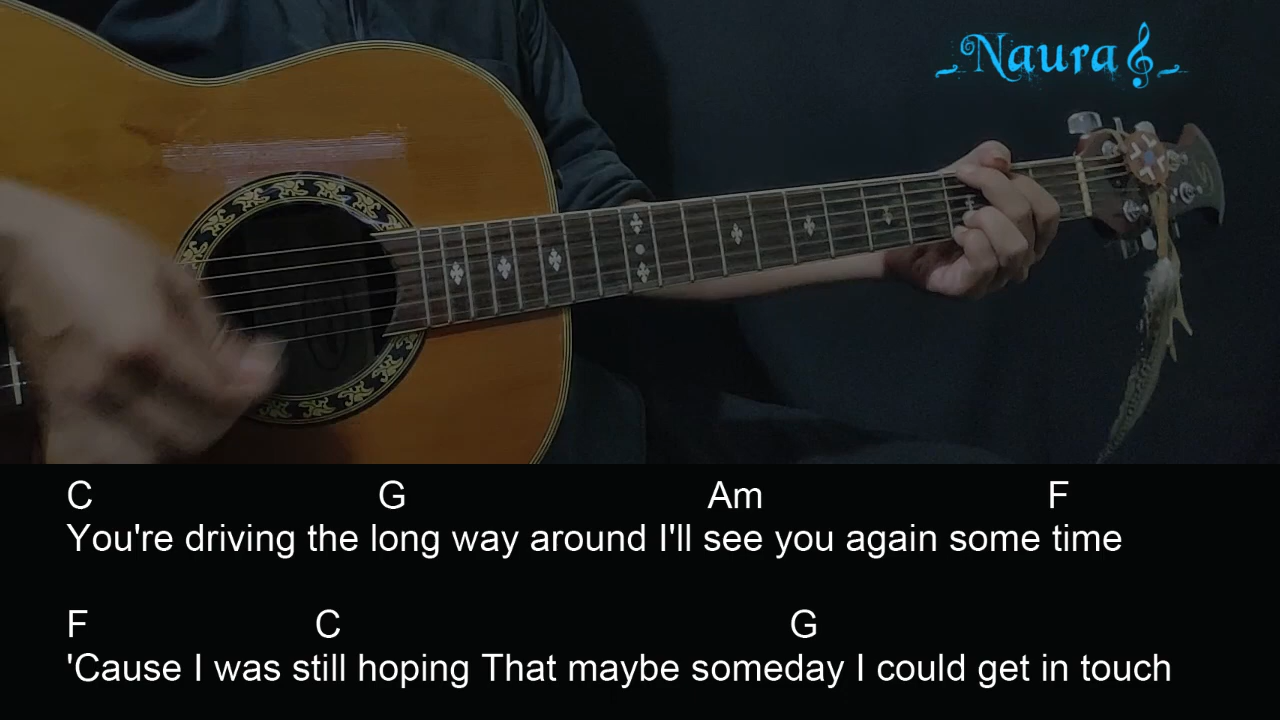 Naura
C G Am F
You're driving the long way around I'll see you again some time
F C G
'Cause I was still hoping That maybe someday I could get in touch